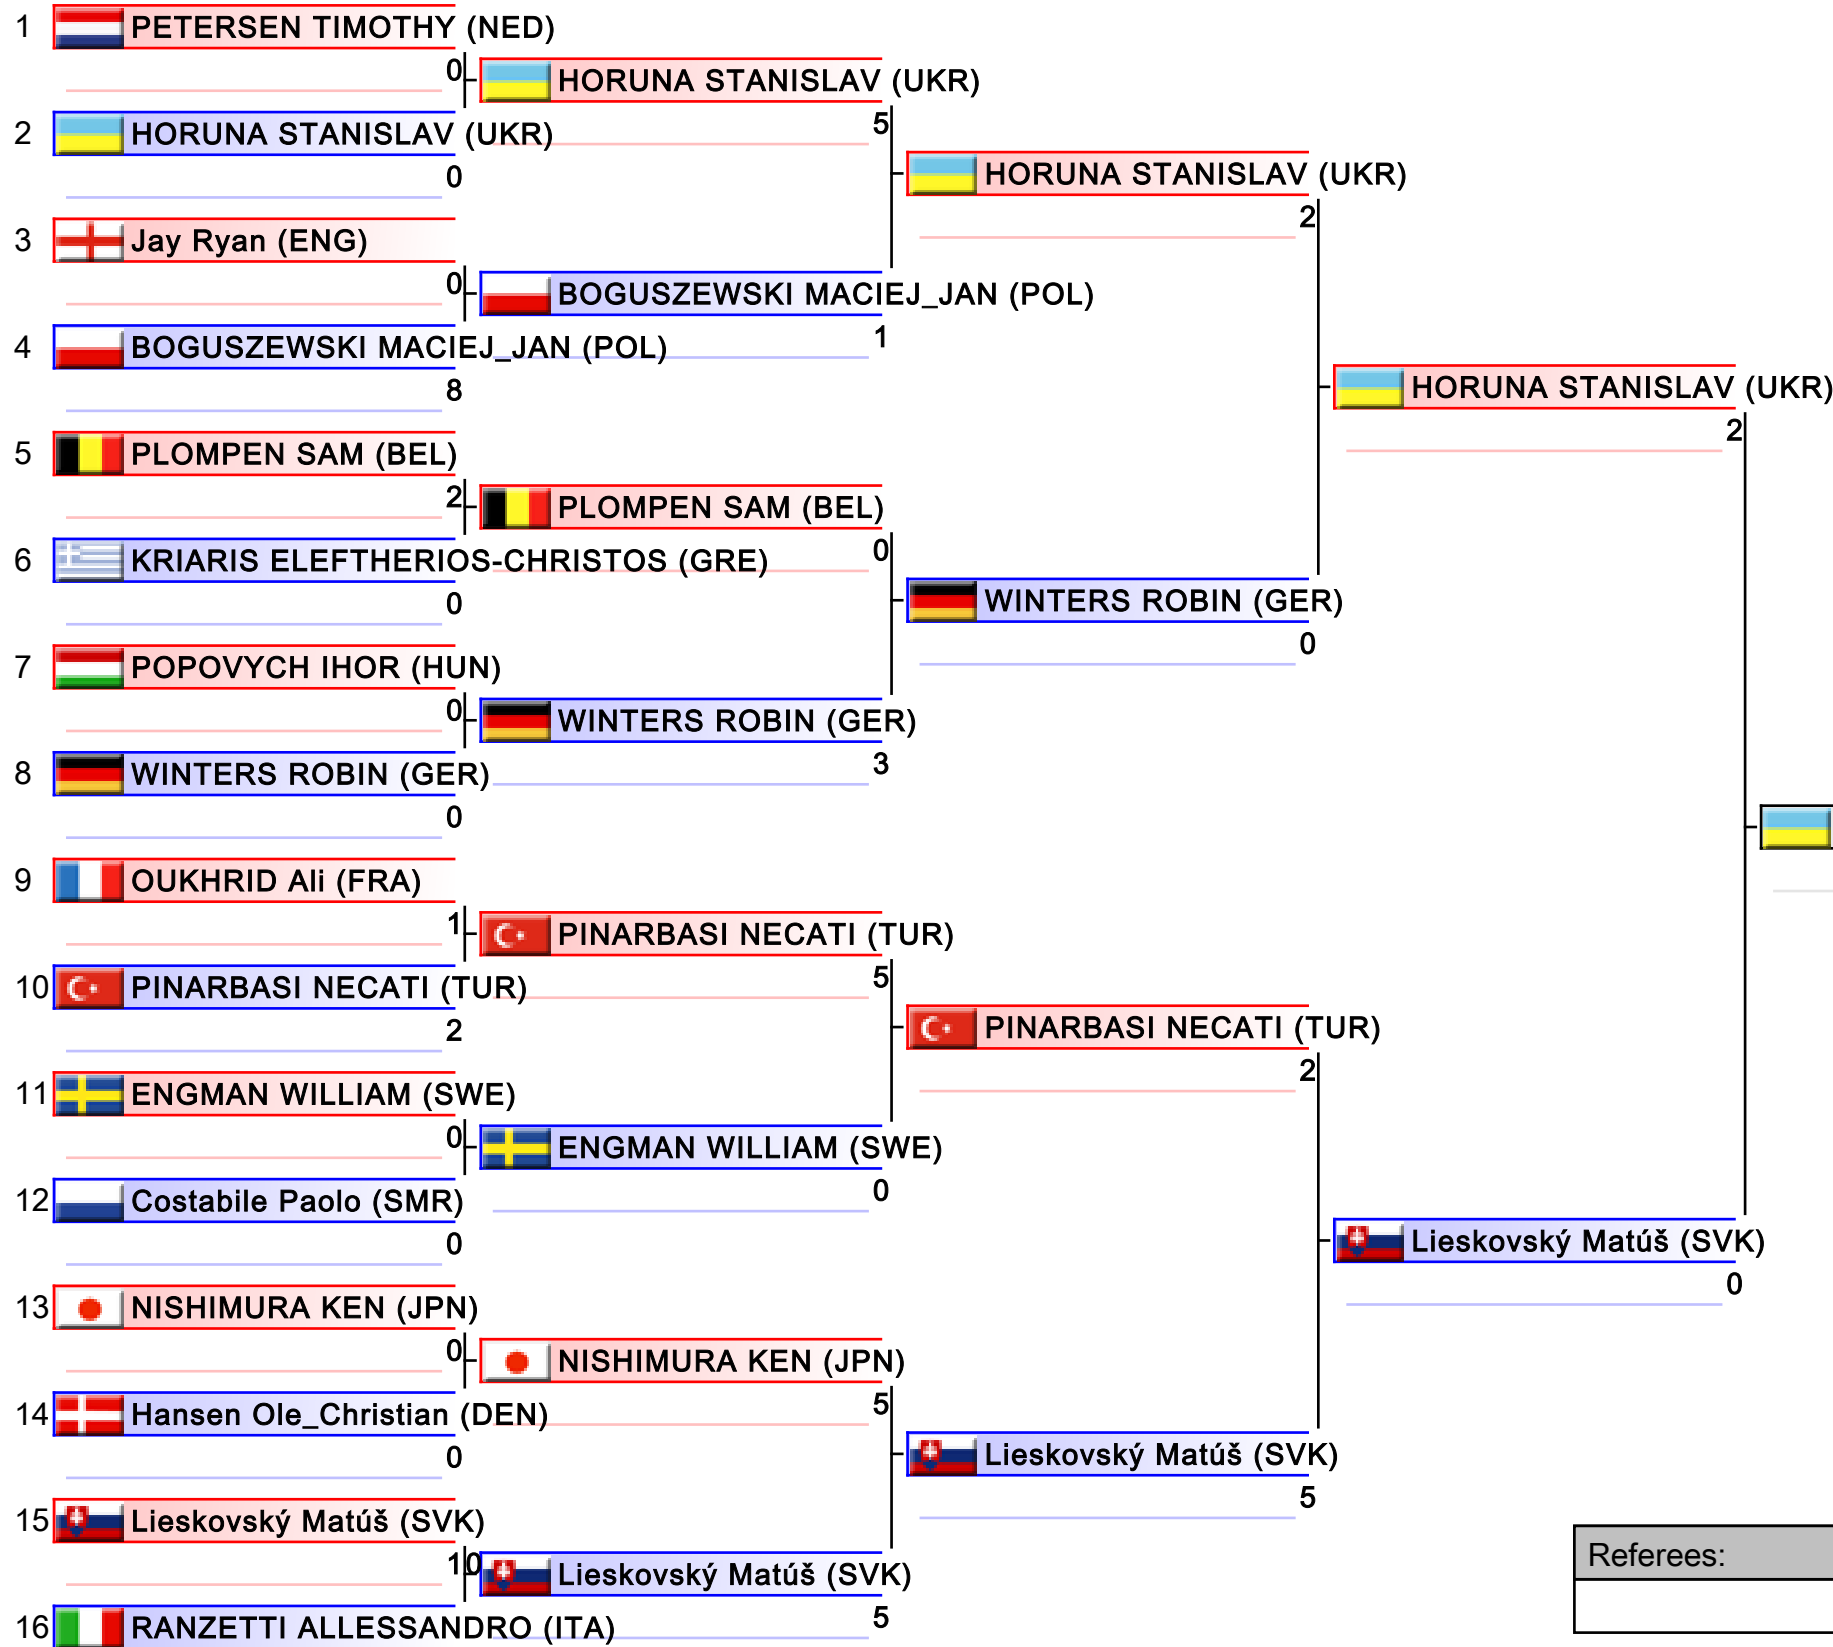 1 PETERSEN TIMOTHY (NED)
0
HORUNA STANISLAV (UKR)
5
2 HORUNA STANISLAV (UKR)
0
HORUNA STANISLAV (UKR)
2
3 Jay Ryan (ENG)
0
BOGUSZEWSKI MACIEJ_JAN (POL)
1
4 BOGUSZEWSKI MACIEJ_JAN (POL)
8
HORUNA STANISLAV (UKR)
2
5 PLOMPEN SAM (BEL)
2
PLOMPEN SAM (BEL)
0
6 KRIARIS ELEFTHERIOS-CHRISTOS (GRE)
0
WINTERS ROBIN (GER)
0
7 POPOVYCH IHOR (HUN)
0
WINTERS ROBIN (GER)
3
8 WINTERS ROBIN (GER)
0
9 OUKHRID Ali (FRA)
1
PINARBASI NECATI (TUR)
5
10 PINARBASI NECATI (TUR)
2
PINARBASI NECATI (TUR)
2
11 ENGMAN WILLIAM (SWE)
0
ENGMAN WILLIAM (SWE)
0
12 Costabile Paolo (SMR)
0
Lieskovský Matúš (SVK)
0
13 NISHIMURA KEN (JPN)
0
NISHIMURA KEN (JPN)
5
14 Hansen Ole_Christian (DEN)
0
Lieskovský Matúš (SVK)
5
15 Lieskovský Matúš (SVK)
10
Lieskovský Matúš (SVK)
5
16 RANZETTI ALLESSANDRO (ITA)
Referees: